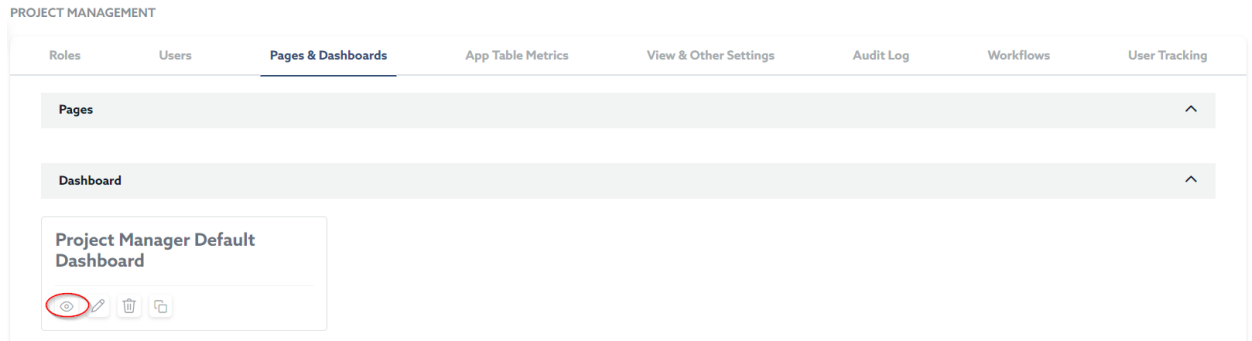 PROJECT MANAGEMENT
Roles Users Pages & Dashboards App Table Metrics View & Other Settings Audit Log Workflows User Tracking
Pages
Dashboard
Project Manager Default
Dashboard